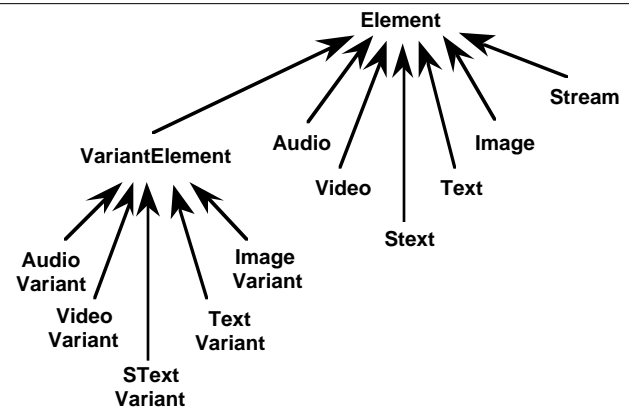 Element
Stream
Audio
Image
VariantElement
Video
Text
Stext
Audio
Variant
Image
Variant
Video
Variant
Text
Variant
SText
Variant